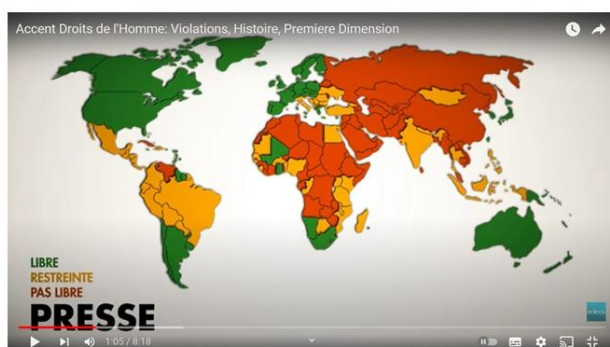 Accent Droits de l'Homme: Violations, Histoire, Premiere Dimension
LIBRE
RESTREINTE
PAS LIBRE
PRESSE
1:05 / 8:18